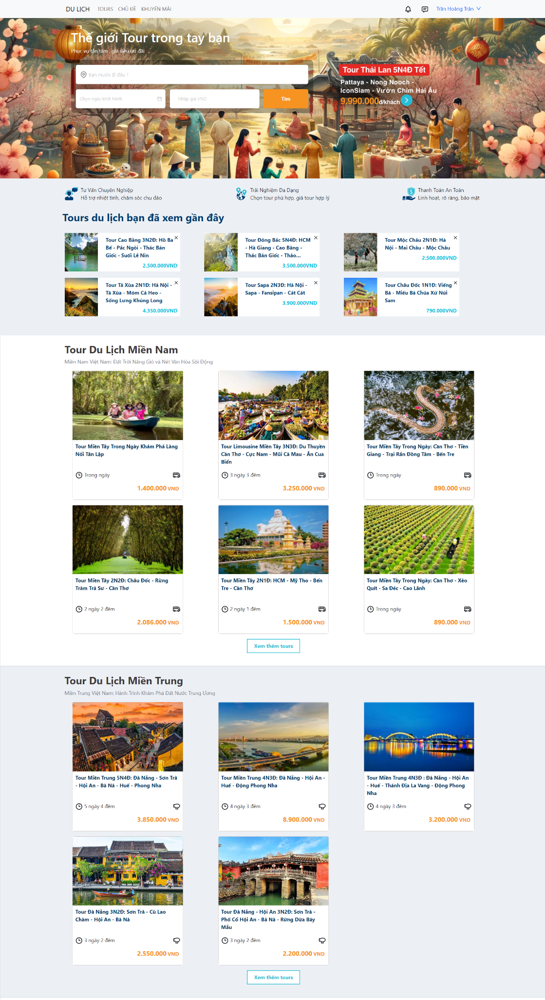 DU LỊCH TOURS CHỦ ĐỀ KHUYẾN MÃI Trần Hoàng Trân
Thế giới Tour trong tay bạn
Phục vụ tận tâm , giá siêu ưu đãi
Bạn muốn đi đâu ?
Chọn ngày khởi hành Nhập giá VND Tìm
Tour Thái Lan 5N4Đ Tết
Pattaya - Nong Nooch -
IconSiam - Vườn Chim Hải Âu
9.990.000đ/khách
Tư Vấn Chuyên Nghiệp
Hỗ trợ nhiệt tình, chăm sóc chu đáo
Trải Nghiệm Đa Dạng
Chọn tour phù hợp, giá tour hợp lý
Thanh Toán An Toàn
Linh hoạt, rõ ràng, bảo mật
Tours du lịch bạn đã xem gần đây
Tour Cao Bằng 3N2Đ: Hồ Ba
Bể - Pác Ngòi - Thác Bản
Giốc - Suối Lê Nin
2.500.000VND
Tour Đông Bắc 5N4Đ: HCM
- Hà Giang - Cao Bằng -
Thác Bản Giốc - Thảo...
3.500.000VND
Tour Mộc Châu 2N1Đ: Hà
Nội - Mai Châu - Mộc Châu
2.500.000VND
Tour Tà Xùa 2N1Đ: Hà Nội -
Tà Xùa - Mỏm Cá Heo -
Sống Lưng Khủng Long
4.350.000VND
Tour Sapa 2N3Đ: Hà Nội -
Sapa - Fansipan - Cát Cát
3.900.000VND
Tour Châu Đốc 1N1Đ: Viếng
Bà - Miếu Bà Chúa Xứ Núi
Sam
790.000VND
Tour Du Lịch Miền Nam
Miền Nam Việt Nam: Đất Trời Nắng Gió và Nét Văn Hóa Sôi Động
Tour Miền Tây Trong Ngày Khám Phá Làng
Nổi Tân Lập
Trong ngày
1.400.000 VND
Tour Limousine Miền Tây 3N3Đ: Du Thuyền
Cần Thơ - Cực Nam - Mũi Cà Mau - Ăn Cua
Biển
3 ngày 3 đêm
3.250.000 VND
Tour Miền Tây Trong Ngày: Cần Thơ - Tiền
Giang - Trại Rắn Đồng Tâm - Bến Tre
Trong ngày
890.000 VND
Tour Miền Tây 2N2Đ: Châu Đốc - Rừng
Tràm Trà Sư - Cần Thơ
2 ngày 2 đêm
2.086.000 VND
Tour Miền Tây 2N1Đ: HCM - Mỹ Tho - Bến
Tre - Cần Thơ
2 ngày 1 đêm
1.500.000 VND
Tour Miền Tây Trong Ngày: Cần Thơ - Xẻo
Quít - Sa Đéc - Cao Lãnh
Trong ngày
890.000 VND
Xem thêm tours
Tour Du Lịch Miền Trung
Miền Trung Việt Nam: Hành Trình Khám Phá Đất Nước Trung Ương
Tour Miền Trung 5N4Đ: Đà Nẵng - Sơn Trà
- Hội An - Bà Nà - Huế - Phong Nha
5 ngày 4 đêm
3.850.000 VND
Tour Miền Trung 4N3Đ: Đà Nẵng - Hội An -
Huế - Động Phong Nha
4 ngày 3 đêm
8.900.000 VND
Tour Miền Trung 4N3Đ : Đà Nẵng - Hội An
- Huế - Thánh Địa La Vang - Động Phong
Nha
4 ngày 3 đêm
3.200.000 VND
Tour Đà Nẵng 3N2Đ: Sơn Trà - Cù Lao
Chàm - Hội An - Bà Nà
3 ngày 2 đêm
2.550.000 VND
Tour Đà Nẵng - Hội An 3N2Đ: Sơn Trà -
Phố Cổ Hội An - Bà Nà - Rừng Dừa Bảy
Mẫu
3 ngày 2 đêm
2.200.000 VND
Xem thêm tours